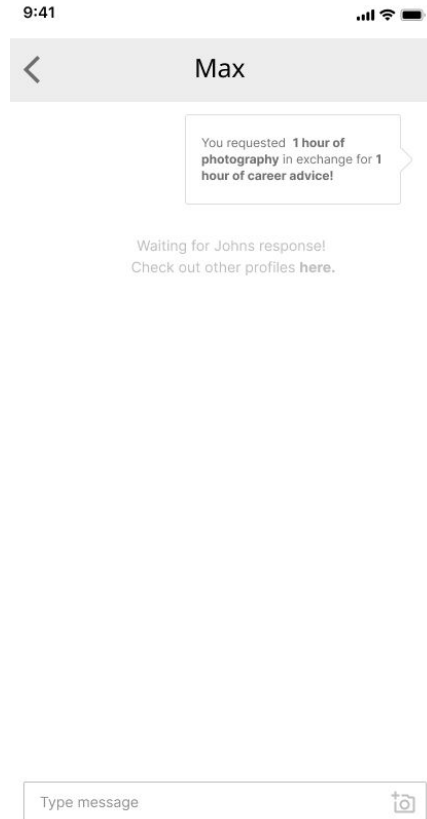 9:41
Max
You requested 1 hour of
photography in exchange for 1
hour of career advice!
Waiting for Johns response!
Check out other profiles here.
Type message